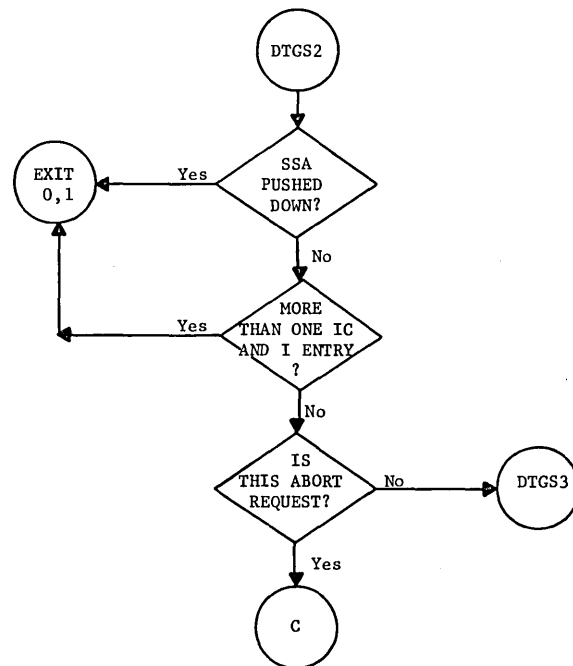 DTGS2
SSA
PUSHED
DOWN?
Yes
EXIT
0,1
No
MORE
THAN ONE IC
AND I ENTRY
?
Yes
No
IS
THIS ABORT
REQUEST?
No
DTGS3
Yes
C